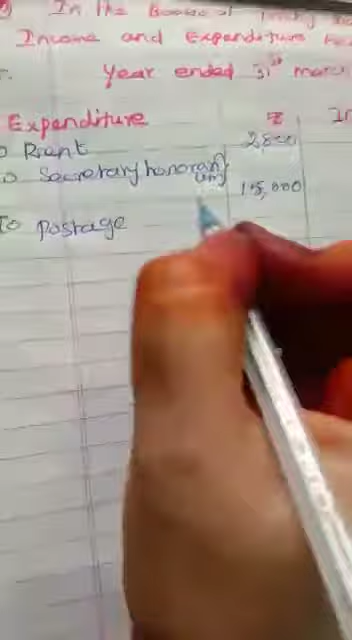 In the Books of
Income and Expenditure
Year ended 31st march
Expenditure ₹ In
To Rent 2,800
To Secretary honorarium 15,000
To Postage